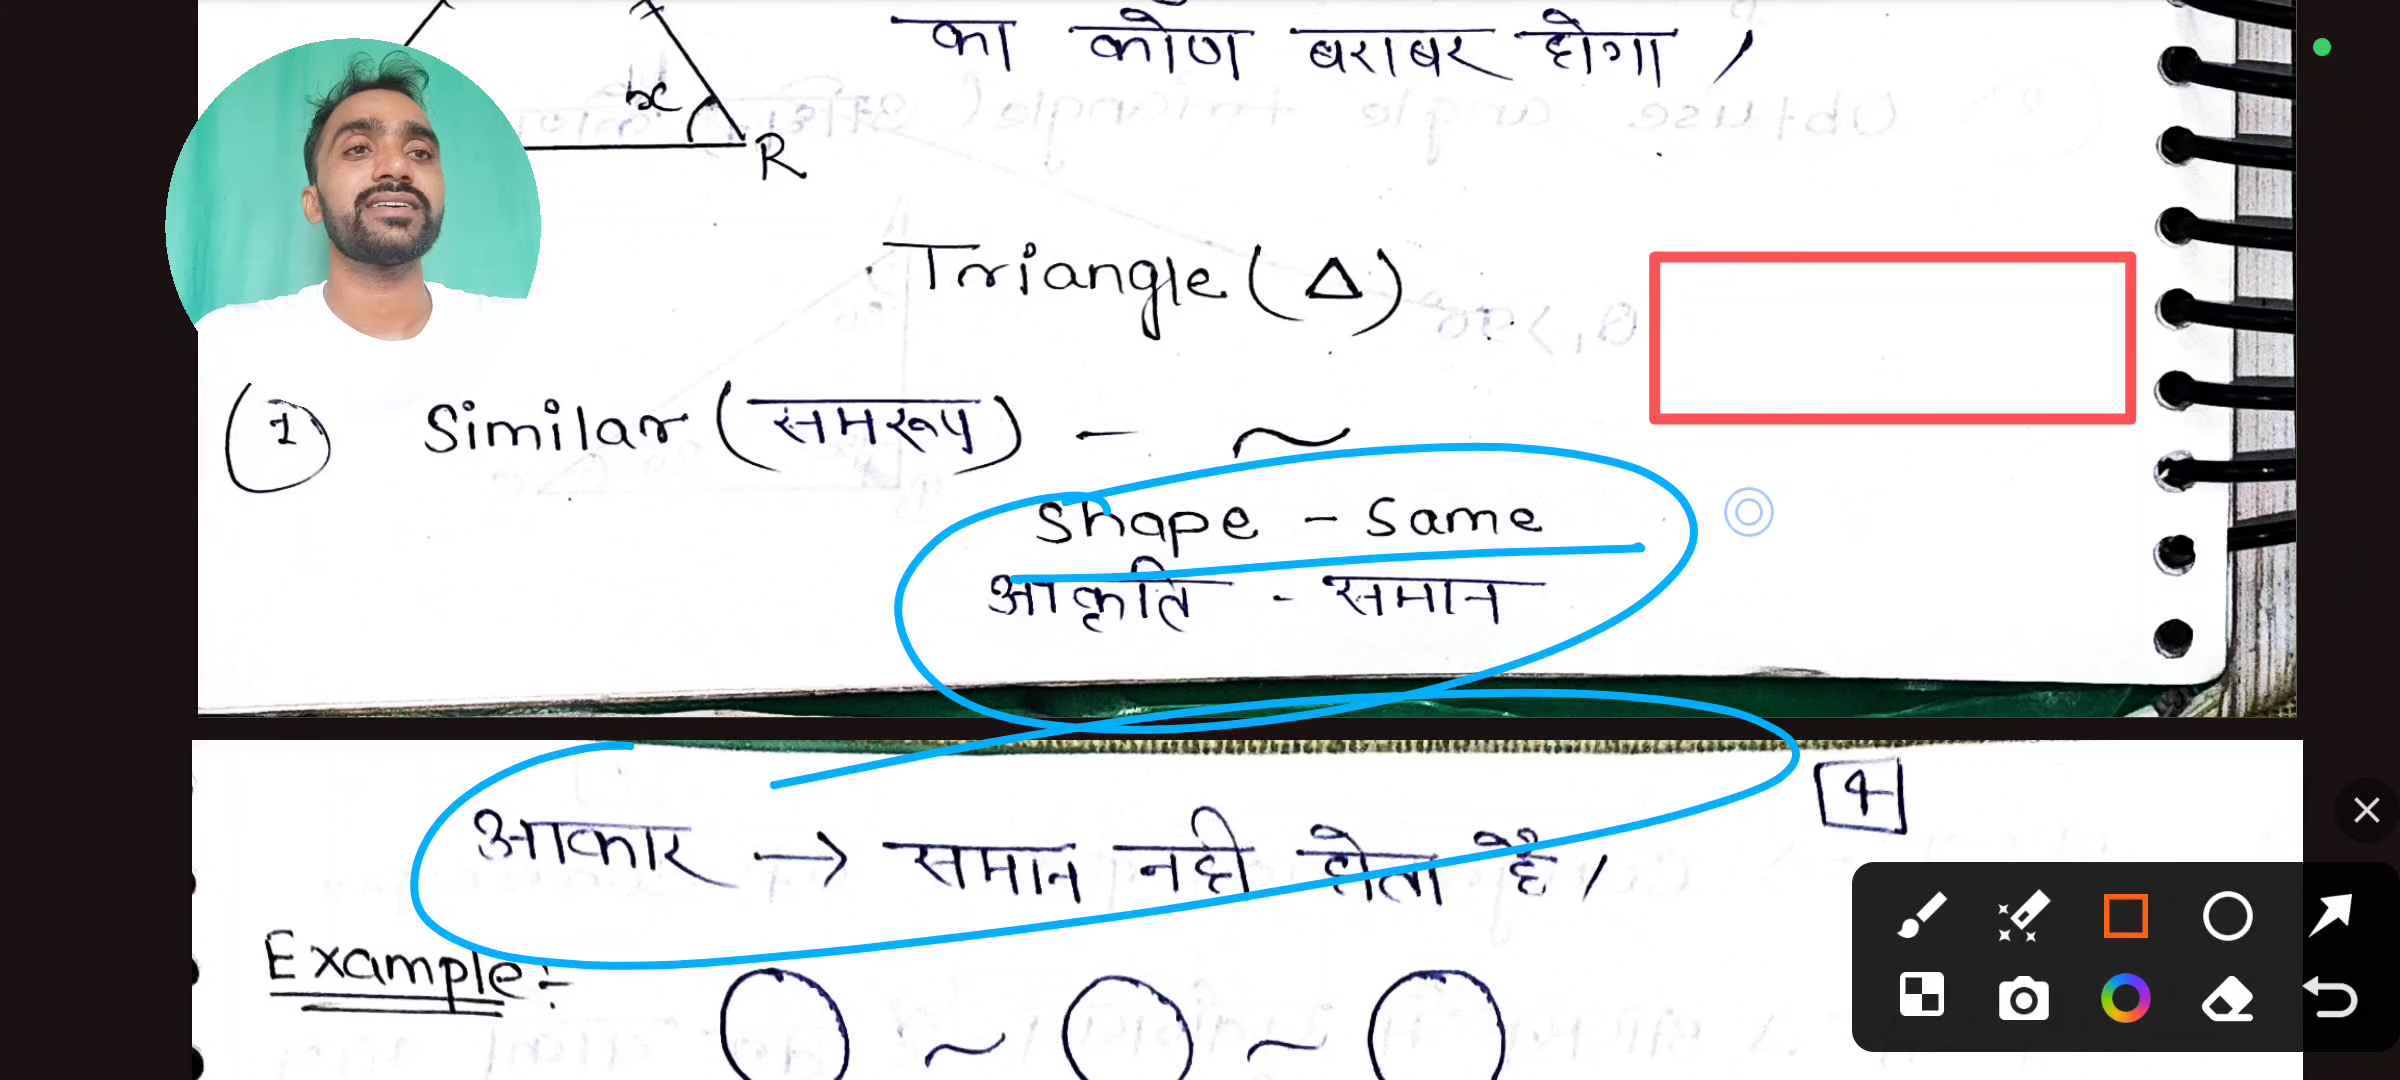 का कोण बराबर होगा /
x
R
Triangle (Δ)
① Similar (समरूप) — ~
Shape - Same
आकृति - समान
4
आकार → समान नही होता है /
Example:-
○ ~ ○ ~ ○